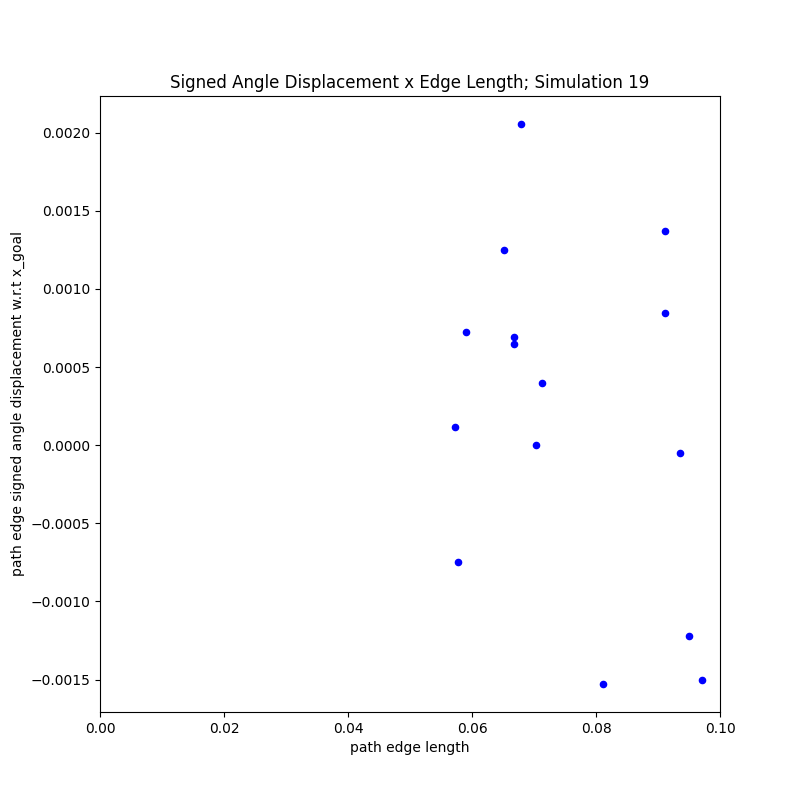 Signed Angle Displacement x Edge Length; Simulation 19
path edge signed angle displacement w.r.t x_goal
0.0020
0.0015
0.0010
0.0005
0.0000
−0.0005
−0.0010
−0.0015
0.00 0.02 0.04 0.06 0.08 0.10
path edge length